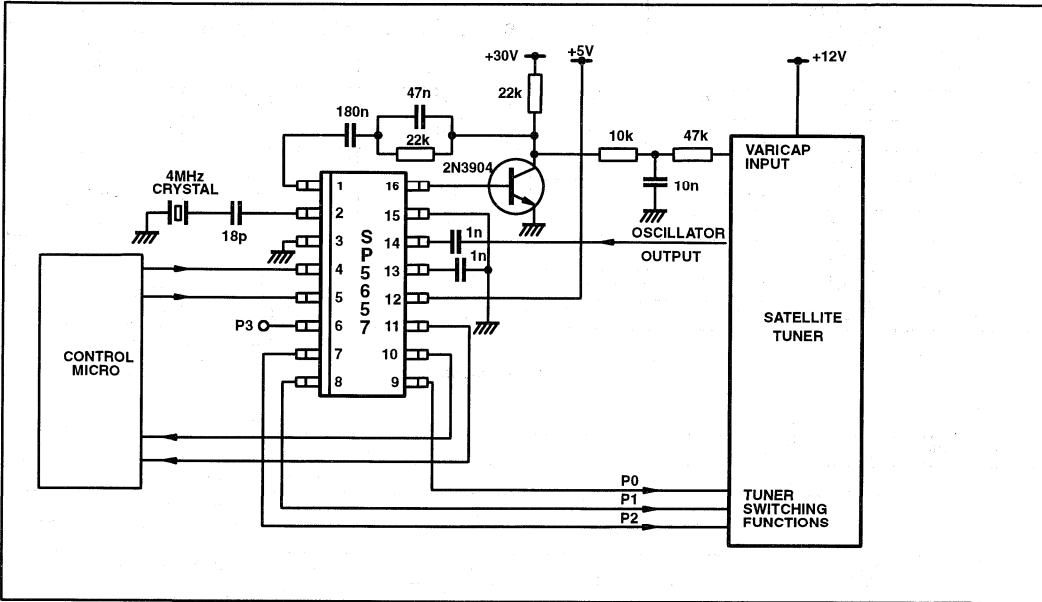 +30V
+5V
+12V
47n
22k
180n
10k
47k
VARICAP
INPUT
22k
2N3904
4MHz
CRYSTAL
10n
1
16
2
15
18p
OSCILLATOR
OUTPUT
3
14
1n
SP5657
1n
4
13
5
12
SATELLITE
TUNER
P3
6
11
CONTROL
MICRO
7
10
8
9
P0
P1
P2
TUNER
SWITCHING
FUNCTIONS